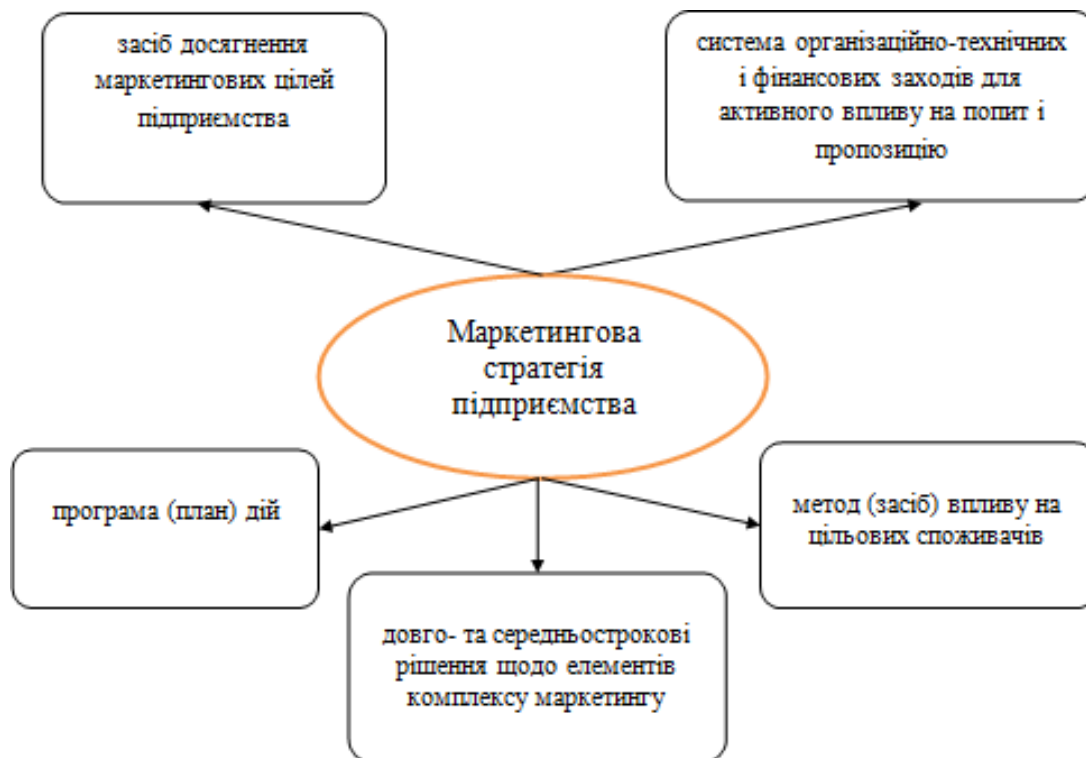 засіб досягнення
маркетингових цілей
підприємства
система організаційно-технічних
і фінансових заходів для
активного впливу на попит і
пропозицію
Маркетингова
стратегія
підприємства
програма (план) дій
метод (засіб) впливу на
цільових споживачів
довго- та середньострокові
рішення щодо елементів
комплексу маркетингу